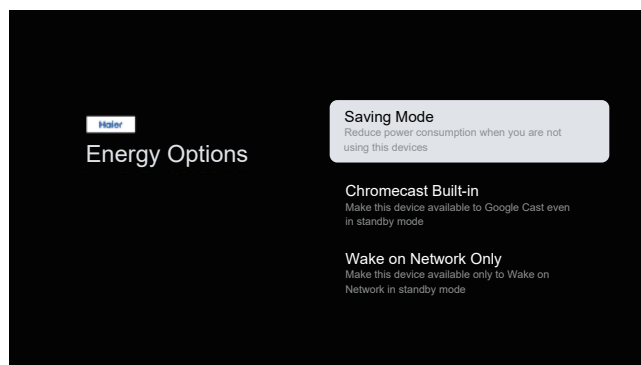 Haier
Energy Options
Saving Mode
Reduce power consumption when you are not
using this devices
Chromecast Built-in
Make this device available to Google Cast even
in standby mode
Wake on Network Only
Make this device available only to Wake on
Network in standby mode